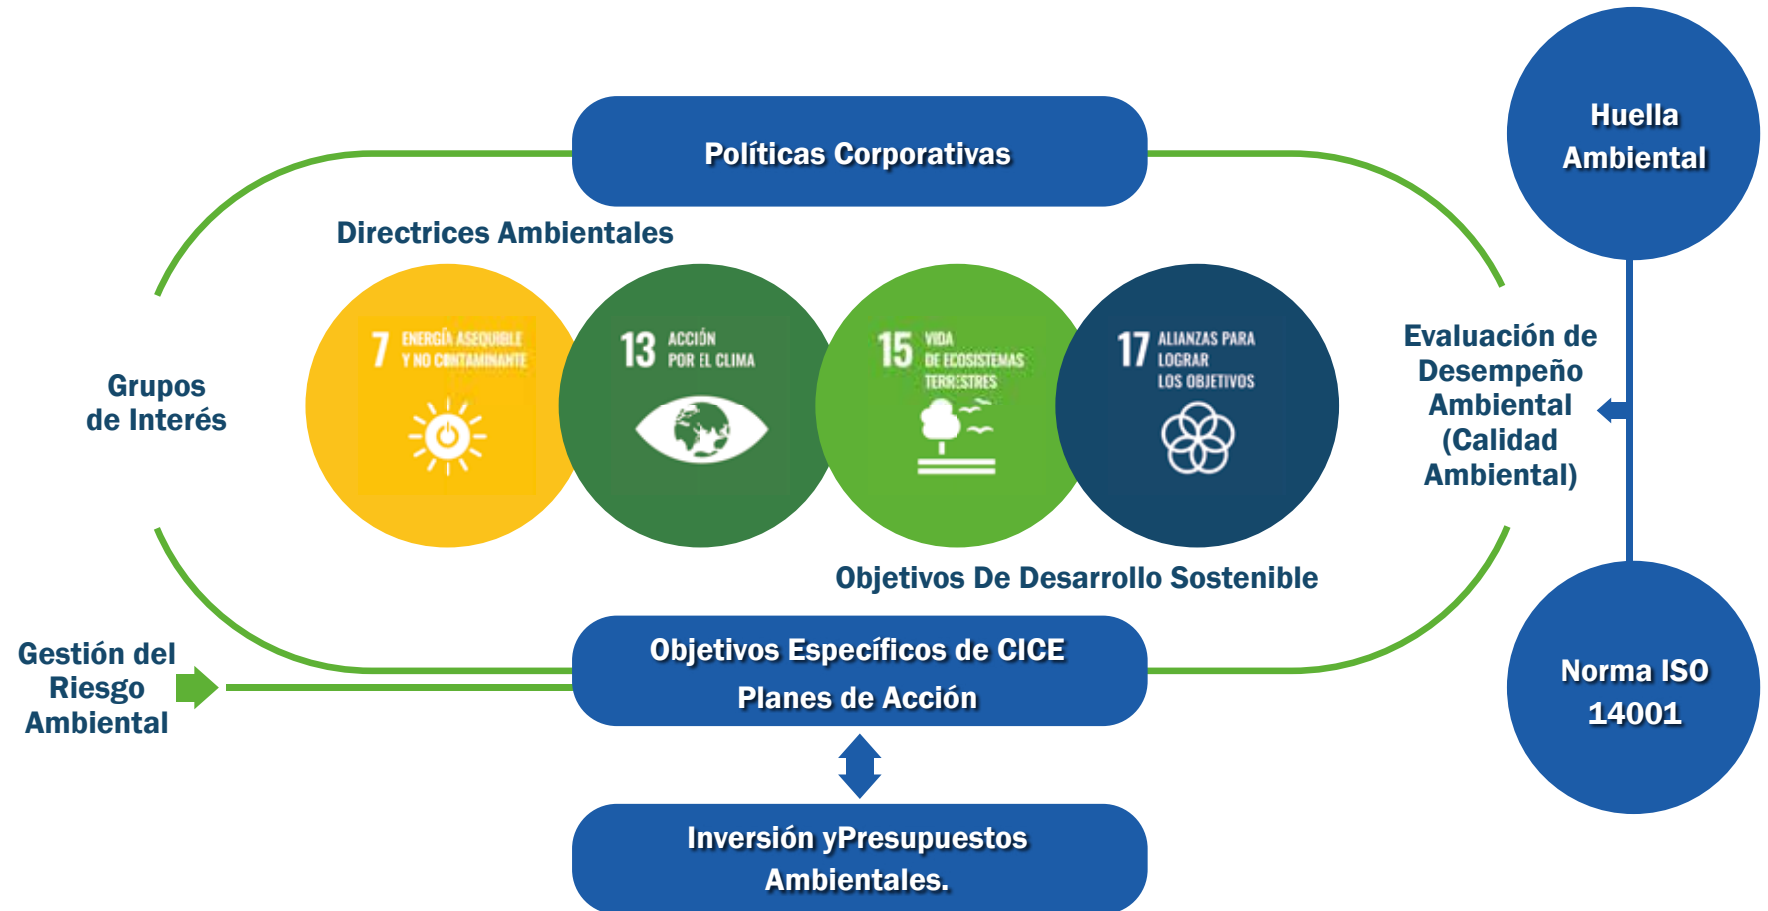 Políticas Corporativas
Huella
Ambiental
Directrices Ambientales
7 ENERGÍA ASEQUIBLE
Y NO CONTAMINANTE
13 ACCIÓN
POR EL CLIMA
15 VIDA
DE ECOSISTEMAS
TERRESTRES
17 ALIANZAS PARA
LOGRAR
LOS OBJETIVOS
Grupos
de Interés
Evaluación de
Desempeño
Ambiental
(Calidad
Ambiental)
Objetivos De Desarrollo Sostenible
Gestión del
Riesgo
Ambiental
Objetivos Específicos de CICE
Planes de Acción
Norma ISO
14001
Inversión yPresupuestos
Ambientales.